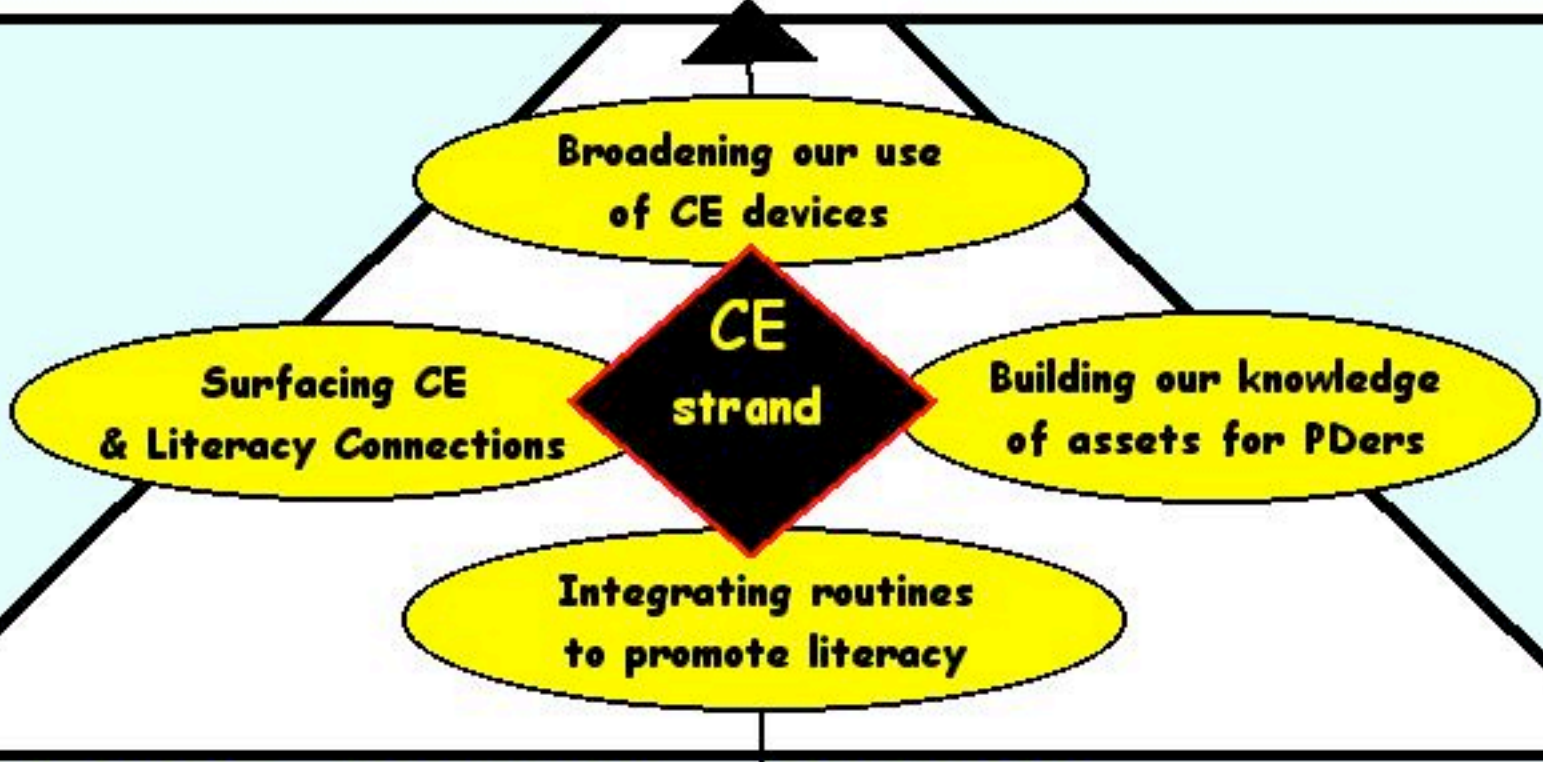 Broadening our use
of CE devices
CE
strand
Surfacing CE
& Literacy Connections
Building our knowledge
of assets for PDers
Integrating routines
to promote literacy